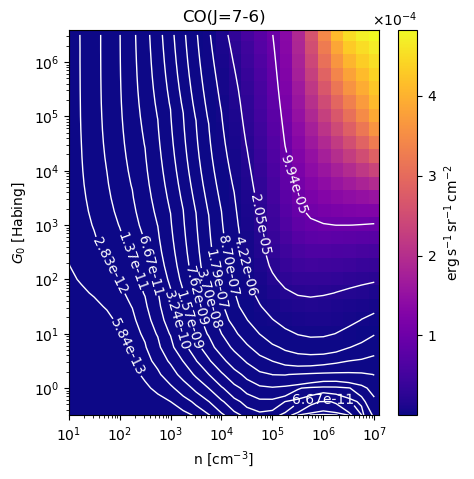 CO(J=7-6)
×10⁻⁴
10⁶
10⁵
10⁴
10³
10²
10¹
10⁰
G₀ [Habing]
10¹
10²
10³
10⁴
10⁵
10⁶
10⁷
n [cm⁻³]
9.94e-05
2.05e-05
4.22e-06
8.70e-07
1.79e-07
3.70e-08
7.62e-09
1.57e-09
3.24e-10
6.67e-11
1.37e-11
2.83e-12
5.84e-13
6.67e-11
4
3
2
1
erg s⁻¹ sr⁻¹ cm⁻²